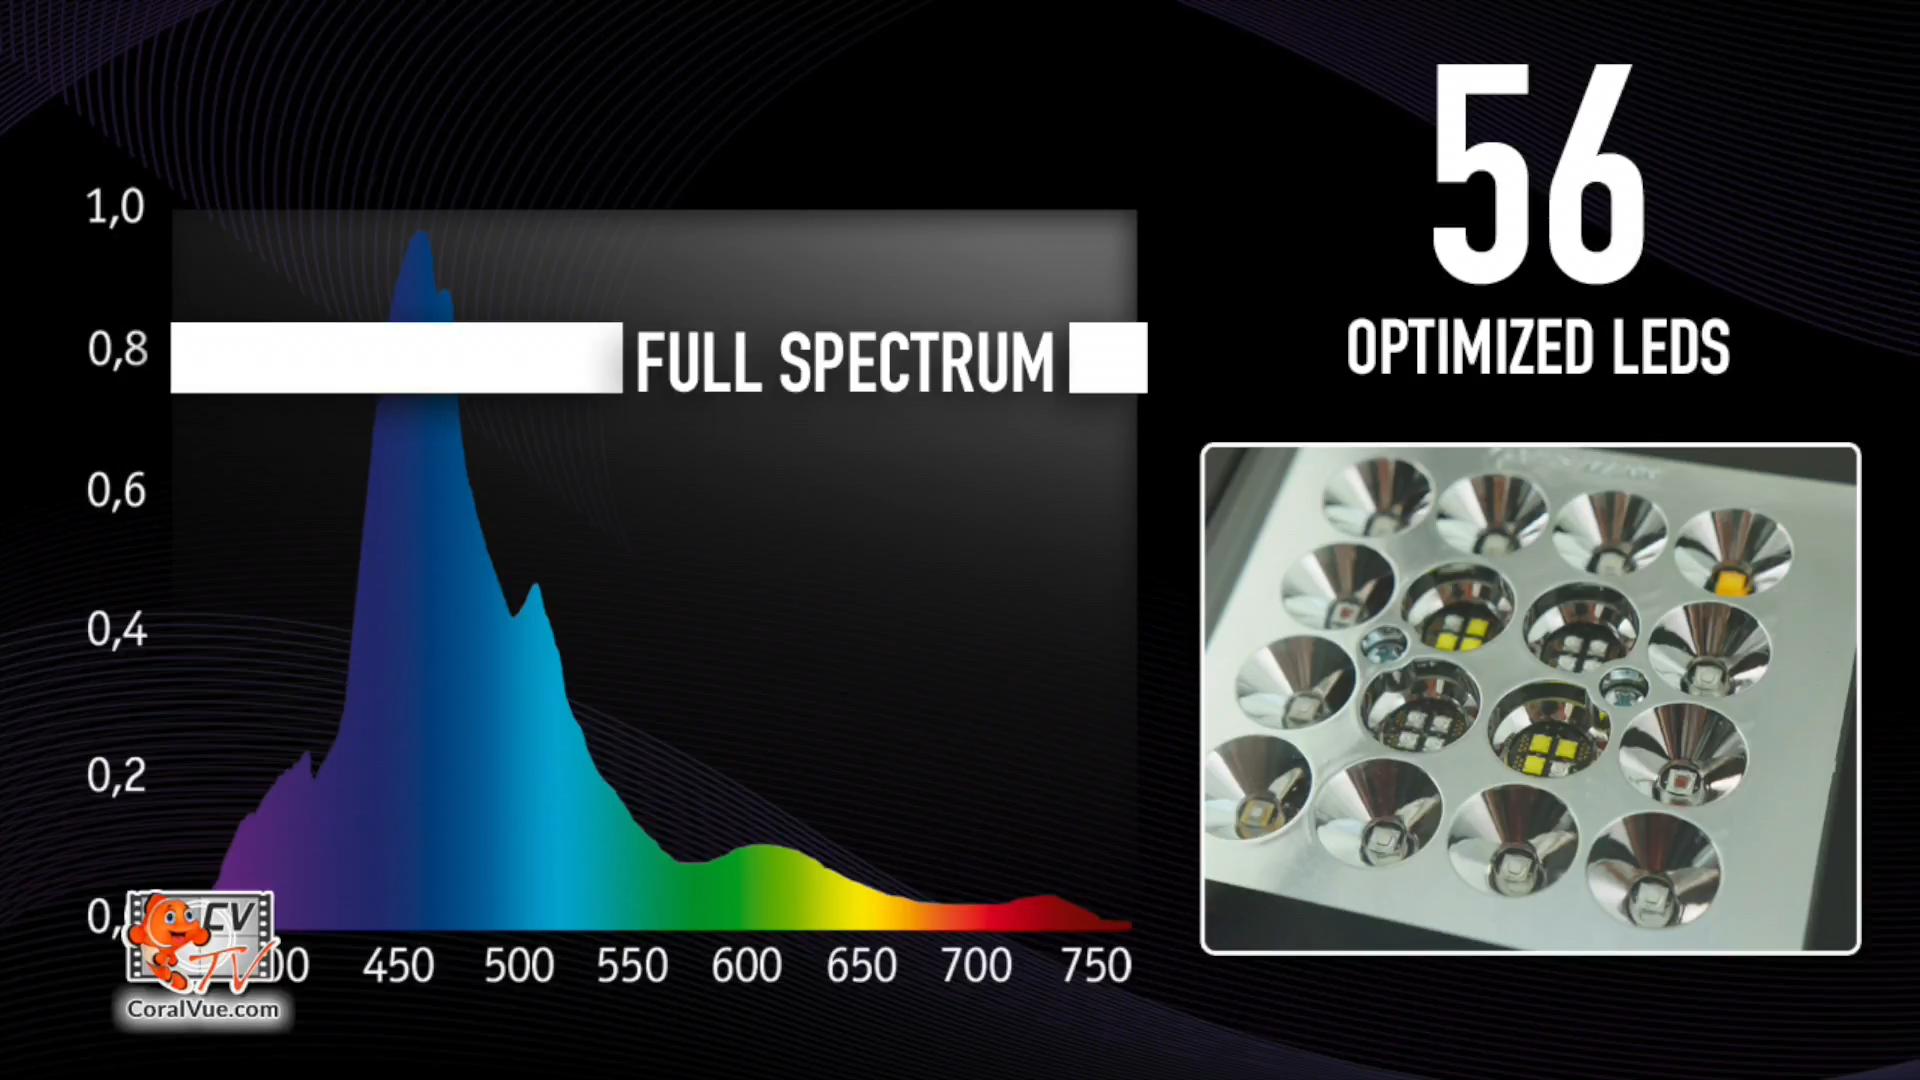 56
OPTIMIZED LEDS
1,0
0,8
FULL SPECTRUM
0,6
0,4
0,2
450 500 550 600 650 700 750
CV
TV
CoralVue.com